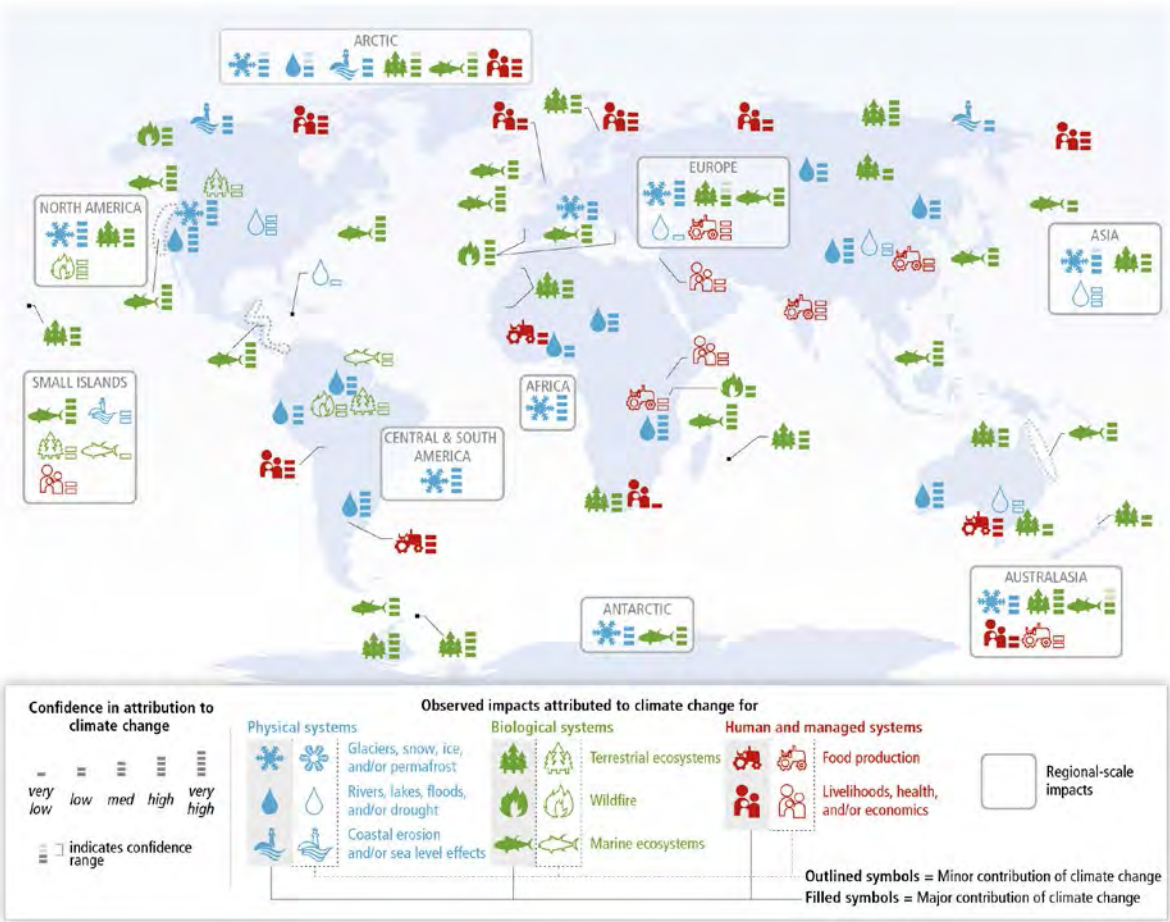 ARCTIC
EUROPE
NORTH AMERICA
ASIA
SMALL ISLANDS
AFRICA
CENTRAL & SOUTH
AMERICA
AUSTRALASIA
ANTARCTIC
Confidence in attribution to
climate change
very
low
low
med
high
very
high
indicates confidence
range
Observed impacts attributed to climate change for
Physical systems
Glaciers, snow, ice,
and/or permafrost
Rivers, lakes, floods,
and/or drought
Coastal erosion
and/or sea level effects
Biological systems
Terrestrial ecosystems
Wildfire
Marine ecosystems
Human and managed systems
Food production
Livelihoods, health,
and/or economics
Regional-scale
impacts
Outlined symbols = Minor contribution of climate change
Filled symbols = Major contribution of climate change